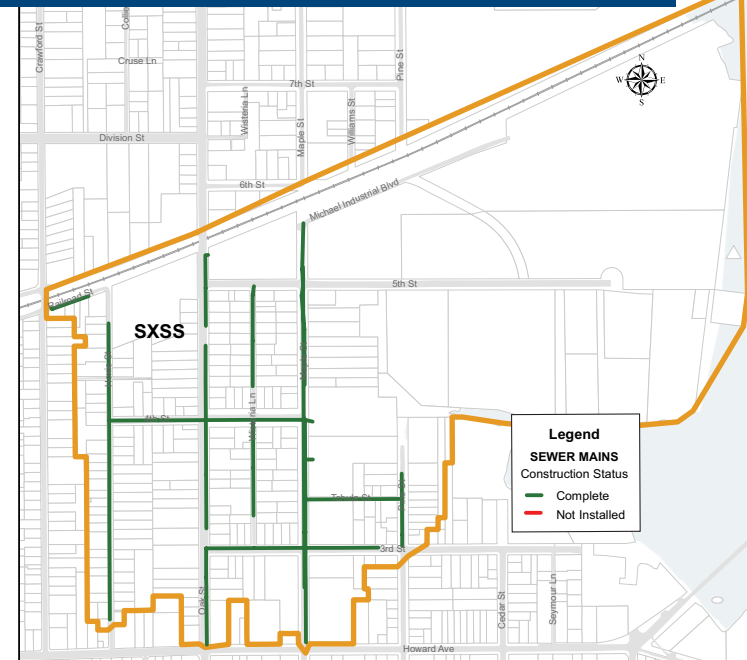 Crawford St
Cruse Ln
7th St
Pine St
Wisteria Ln
Williams St
Maple St
Division St
6th St
Michael Industrial Blvd
N
W
E
S
5th St
Railroad St
SXSS
4th St
Wisteria Ln
3rd St
Oak St
Cedar St
Seymour Ln
Howard Ave
Legend
SEWER MAINS
Construction Status
Complete
Not Installed